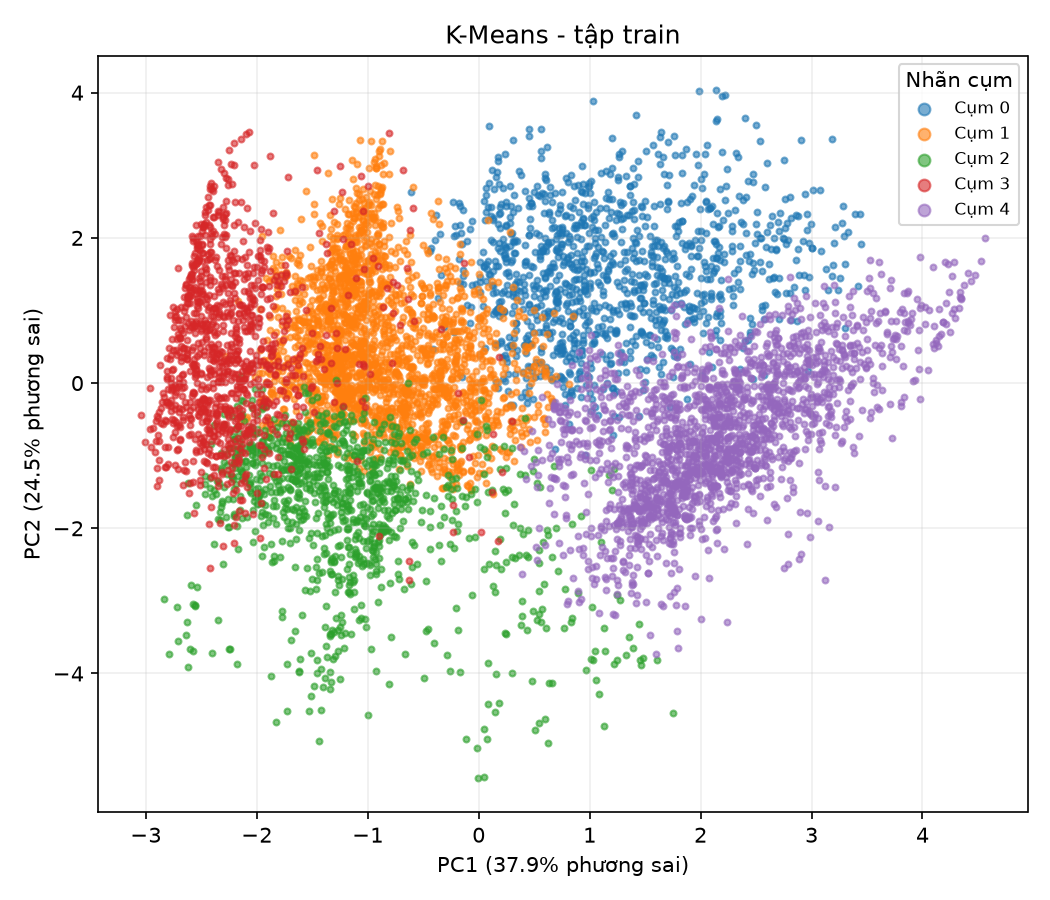 K-Means - tập train
Nhãn cụm
Cụm 0
Cụm 1
Cụm 2
Cụm 3
Cụm 4
4
2
0
−2
−4
PC2 (24.5% phương sai)
−3 −2 −1 0 1 2 3 4
PC1 (37.9% phương sai)